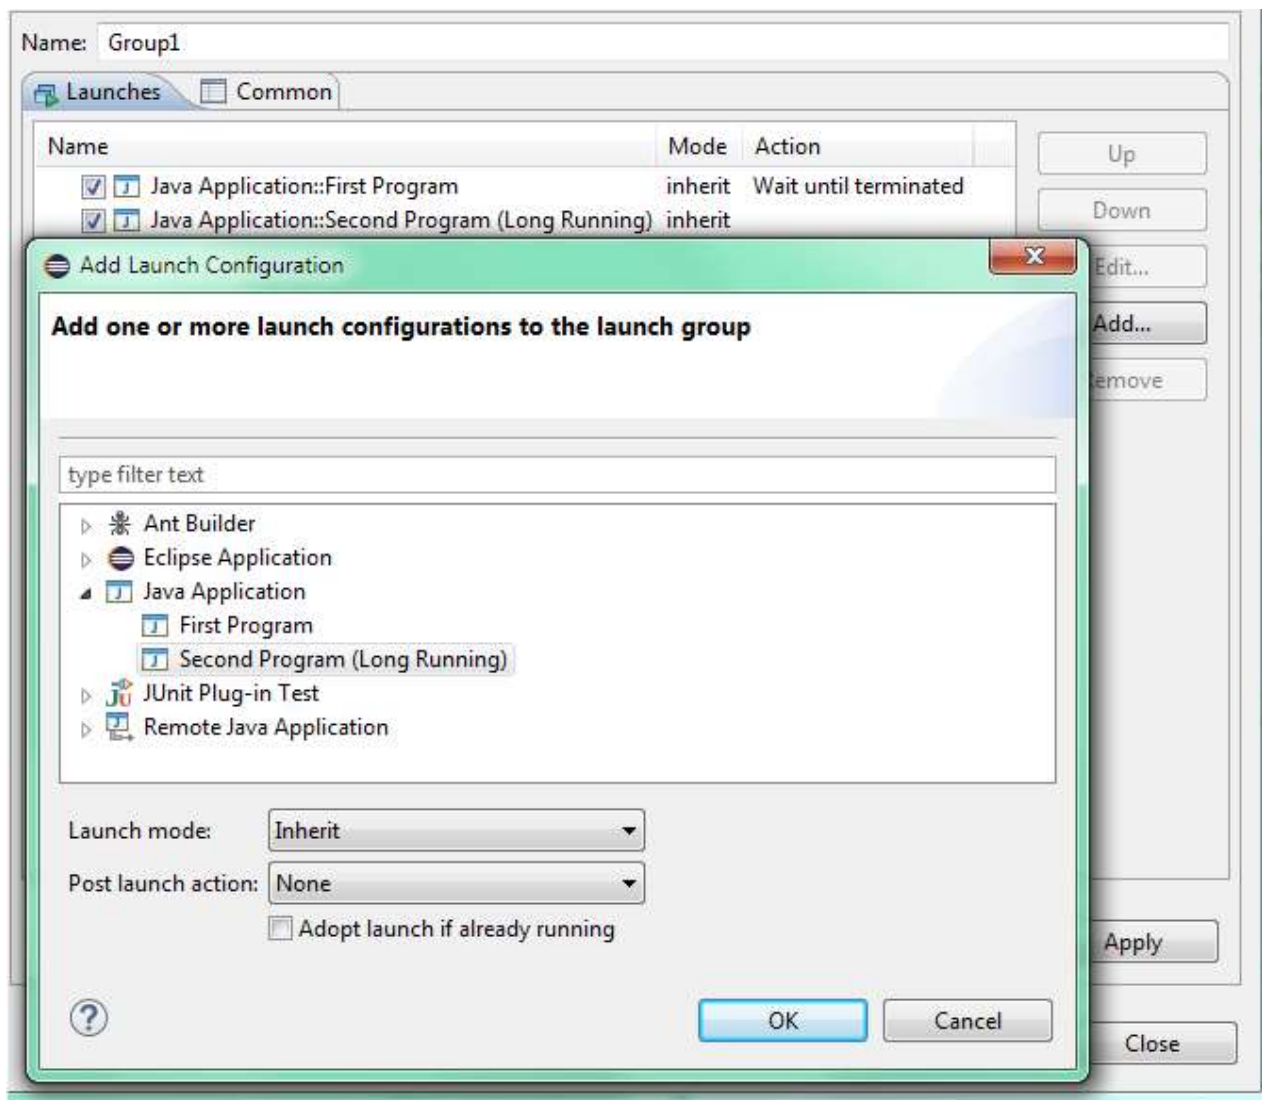 Name: Group1
Launches Common
Name Mode Action
Java Application::First Program inherit Wait until terminated
Java Application::Second Program (Long Running) inherit
Up
Down
Edit...
Add...
emove
Add Launch Configuration
Add one or more launch configurations to the launch group
type filter text
Ant Builder
Eclipse Application
Java Application
First Program
Second Program (Long Running)
JUnit Plug-in Test
Remote Java Application
Launch mode: Inherit
Post launch action: None
Adopt launch if already running
OK Cancel
Apply
Close